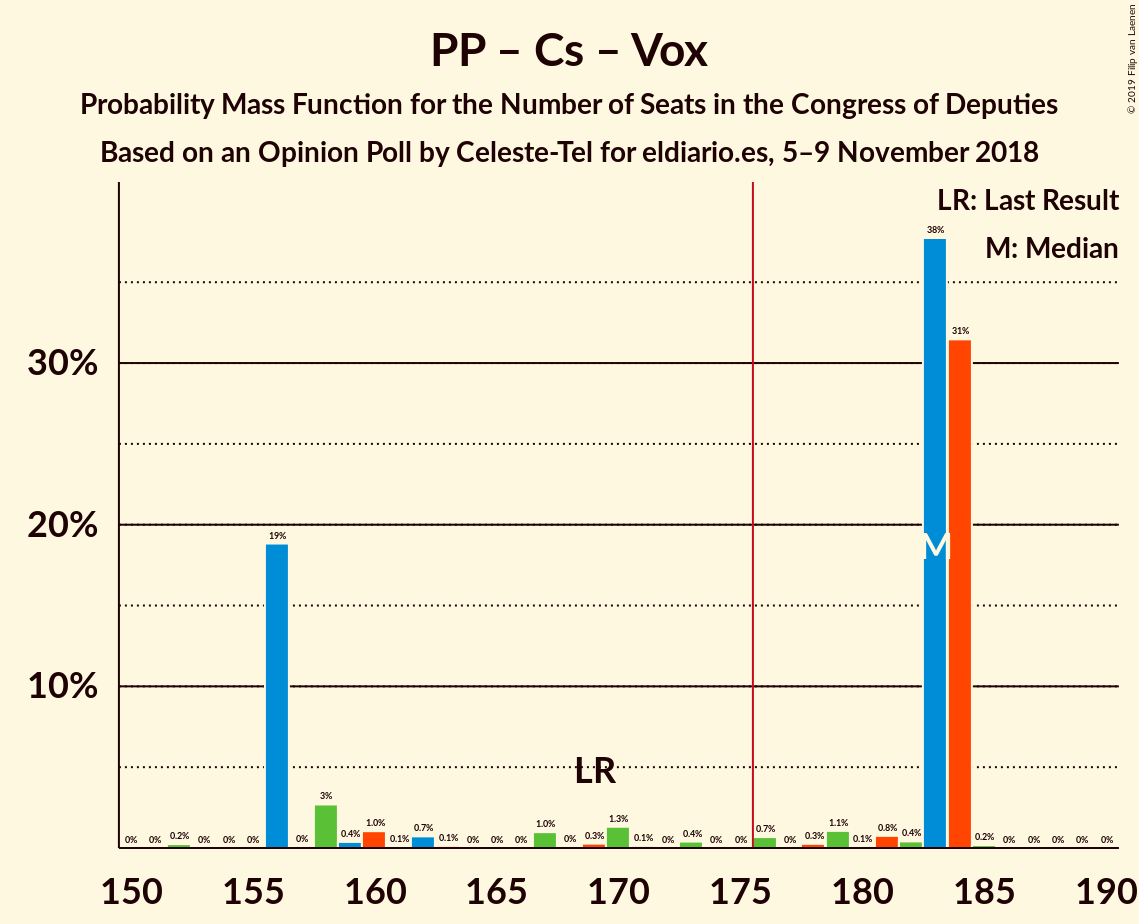 PP – Cs – Vox
Probability Mass Function for the Number of Seats in the Congress of Deputies
Based on an Opinion Poll by Celeste-Tel for eldiario.es, 5–9 November 2018
© 2019 Filip van Laenen
LR: Last Result
M: Median
38%
31%
30%
20%
19%
M
10%
LR
0% 0% 0.2% 0% 0% 0% 0% 3% 0.4% 1.0% 0.1% 0.7% 0.1% 0% 0% 0% 1.0% 0% 0.3% 1.3% 0.1% 0% 0.4% 0% 0% 0.7% 0% 0.3% 1.1% 0.1% 0.8% 0.4% 0.2% 0% 0% 0% 0% 0%
150 155 160 165 170 175 180 185 190